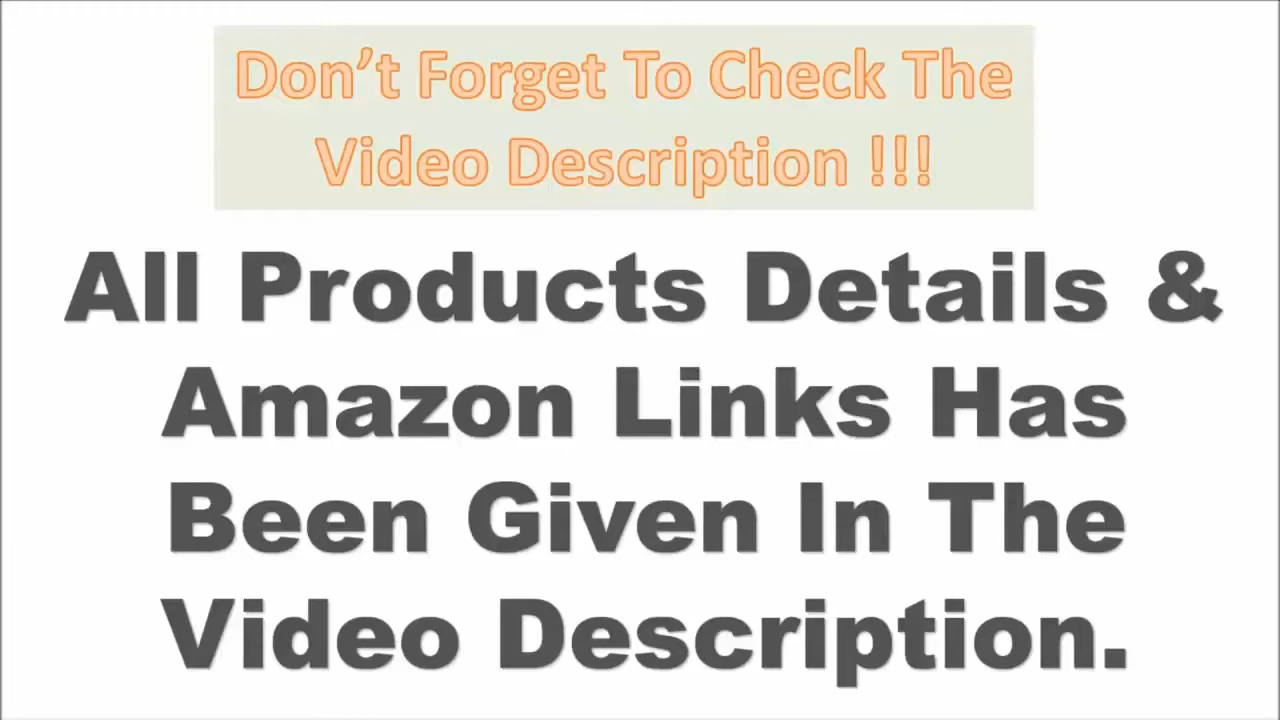 Don’t Forget To Check The
Video Description !!!
All Products Details &
Amazon Links Has
Been Given In The
Video Description.